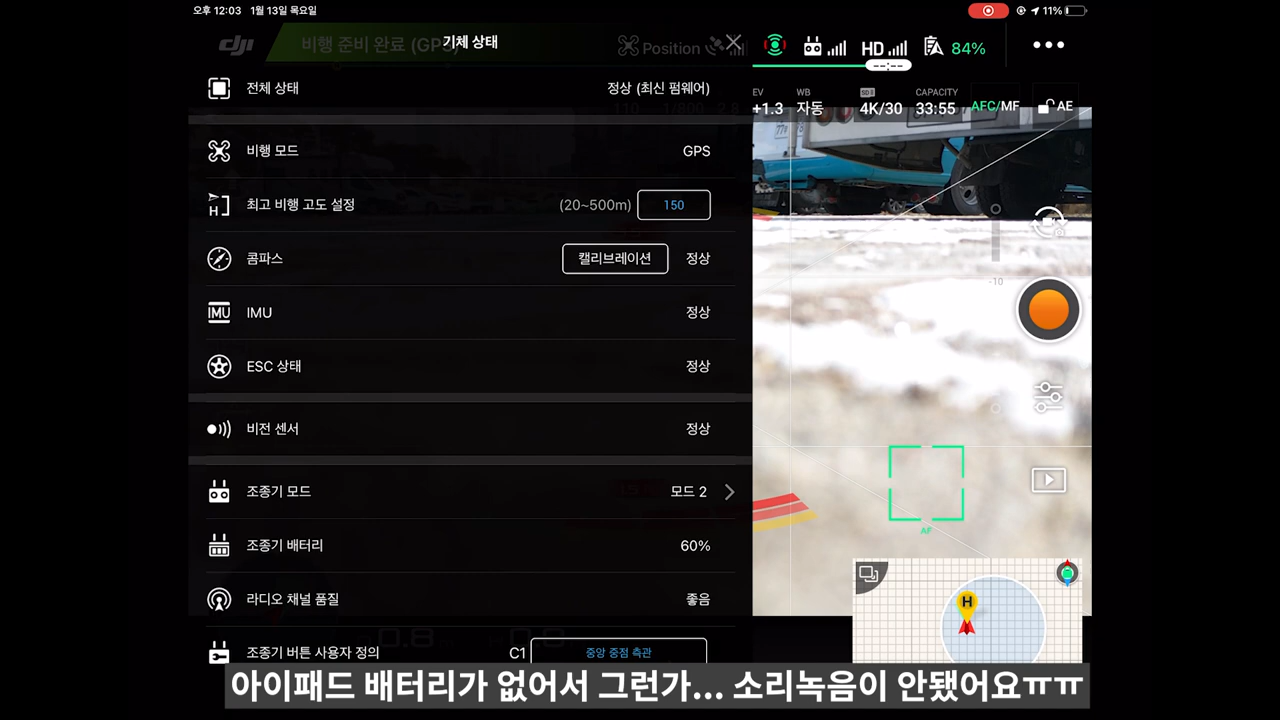 오후 12:03 1월 13일 목요일
11%
dji 비행 준비 완료 (GPS
기체 상태
Position
HD
84%
전체 상태
정상 (최신 펌웨어)
EV
+1.3
WB
자동
4K/30
CAPACITY
33:55
AFC/MF
AE
비행 모드
GPS
최고 비행 고도 설정
(20~500m) 150
콤파스
캘리브레이션 정상
IMU
IMU
정상
-10
ESC 상태
정상
비전 센서
정상
조종기 모드
모드 2
AF
조종기 배터리
60%
라디오 채널 품질
좋음
H
조종기 버튼 사용자 정의
C1 중앙 중점 측관
아이패드 배터리가 없어서 그런가... 소리녹음이 안됐어요ㅠㅠ